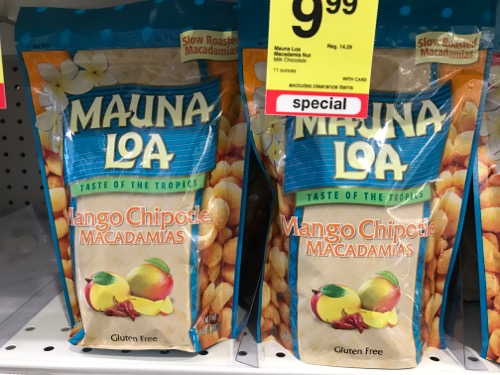 9.99
Mauna Loa Reg. 14.29
Macadamia Nut
Milk Chocolate
11 ounces
WITH CARD
excludes clearance items
special
Slow Roasted
Macadamias
MAUNA
LOA
TASTE OF THE TROPICS
Mango Chipotle
MACADAMIAS
Gluten Free
Slow Roasted
Macadamias
MAUNA
LOA
TASTE OF THE TROPICS
Mango Chipotle
MACADAMIAS
Gluten Free